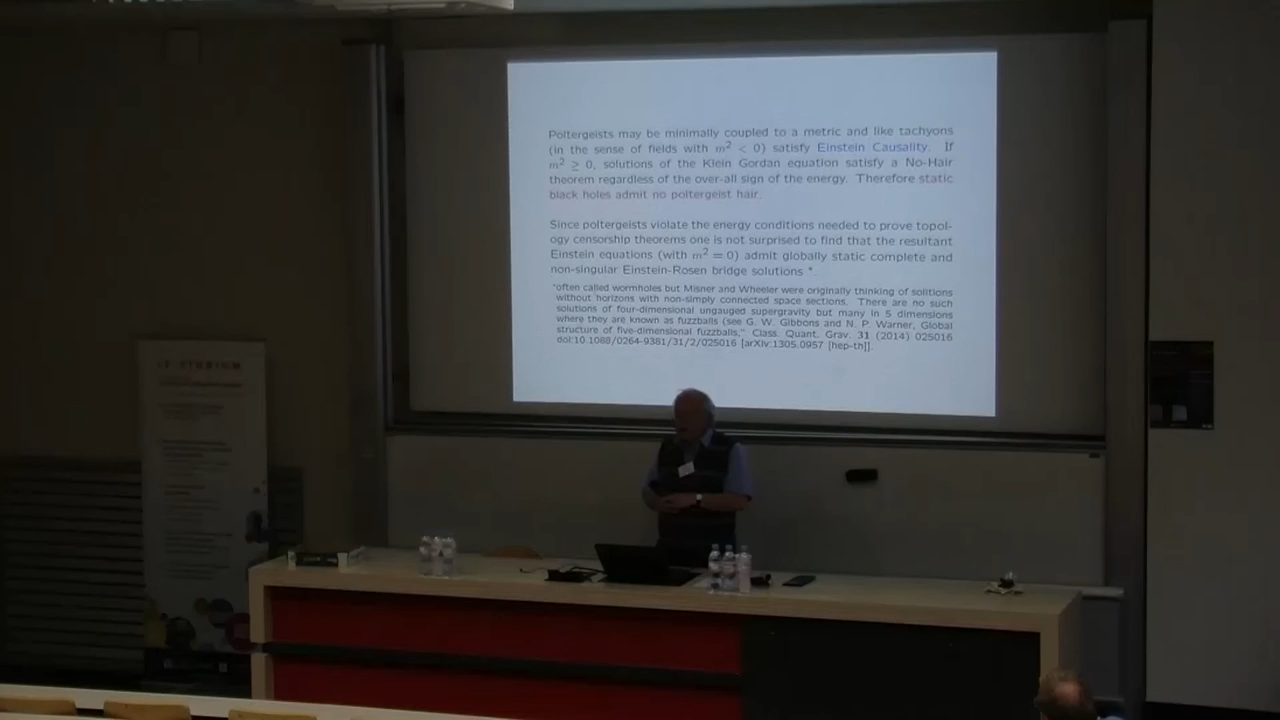 Poltergeists may be minimally coupled to a metric and like tachyons
(in the sense of fields with m² < 0) satisfy Einstein Causality. If
m² ≥ 0, solutions of the Klein Gordan equation satisfy a No-Hair
theorem regardless of the over-all sign of the energy. Therefore static
black holes admit no poltergeist hair.
Since poltergeists violate the energy conditions needed to prove topol-
ogy censorship theorems one is not surprised to find that the resultant
Einstein equations (with m² = 0) admit globally static complete and
non-singular Einstein-Rosen bridge solutions *.
*often called wormholes but Misner and Wheeler were originally thinking of solitions
without horizons with non-simply connected space sections. There are no such
solutions of four-dimensional ungauged supergravity but many in 5 dimensions
where they are known as fuzzballs (see G. W. Gibbons and N. P. Warner, Global
structure of five-dimensional fuzzballs," Class. Quant. Grav. 31 (2014) 025016
doi:10.1088/0264-9381/31/2/025016 [arXiv:1305.0957 [hep-th]].
LE STUDIUM